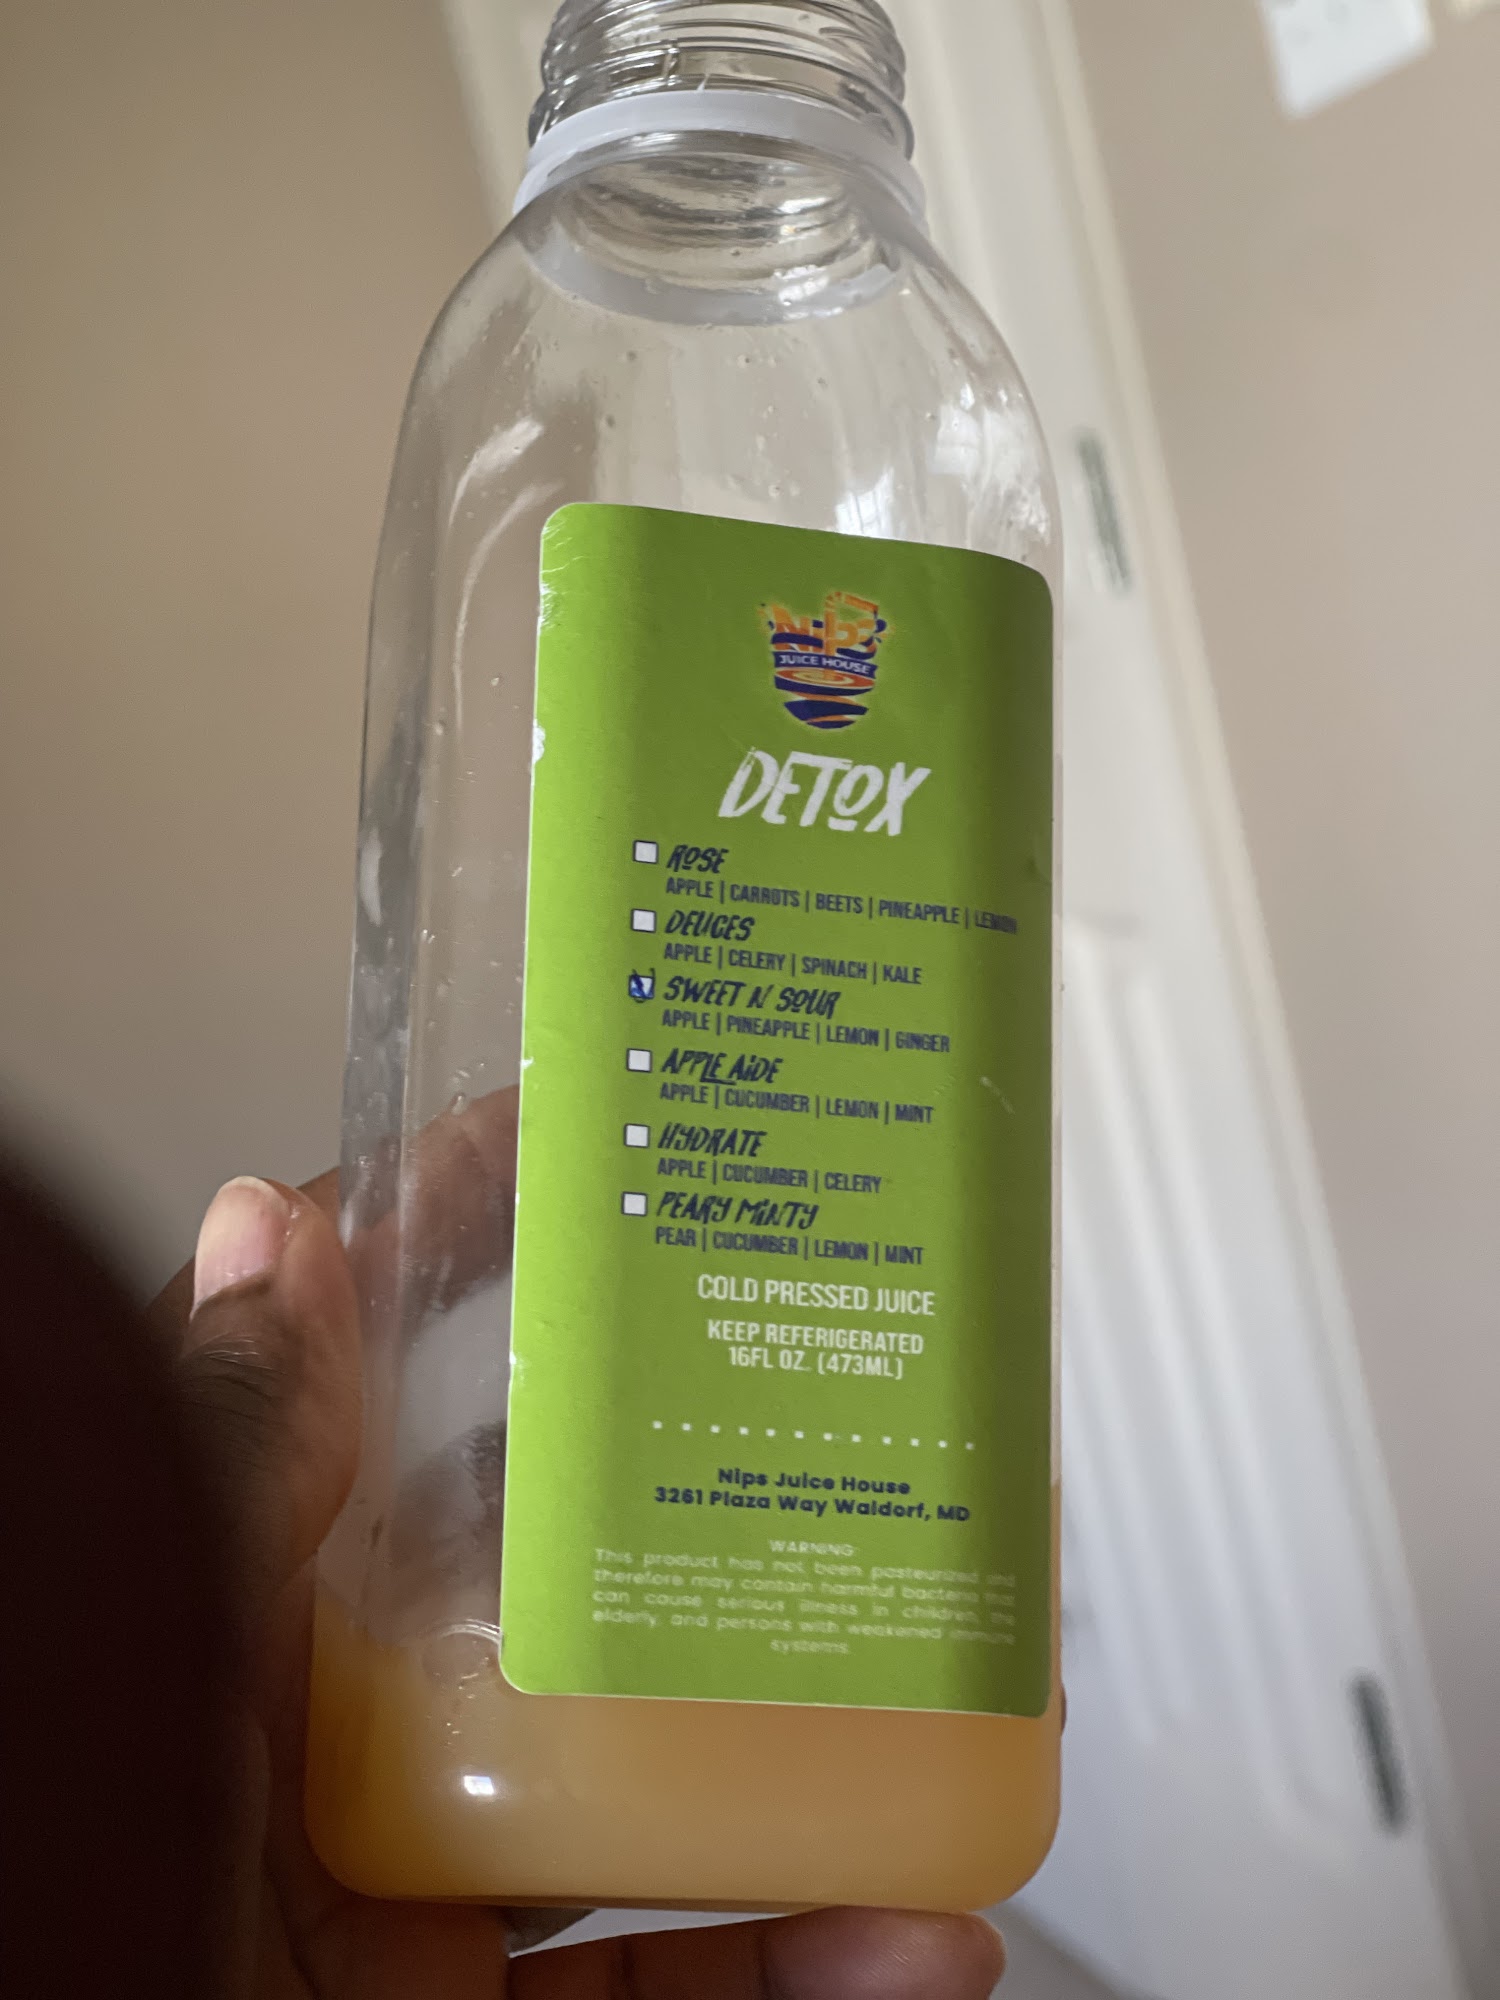 Nips
JUICE HOUSE
DETOX
ROSE
APPLE | CARROTS | BEETS | PINEAPPLE | LEMON
DEUCES
APPLE | CELERY | SPINACH | KALE
SWEET N SOUR
APPLE | PINEAPPLE | LEMON | GINGER
APPLE AiDE
APPLE | CUCUMBER | LEMON | MINT
HYDRATE
APPLE | CUCUMBER | CELERY
PEARY MiNTY
PEAR | CUCUMBER | LEMON | MINT
COLD PRESSED JUICE
KEEP REFERIGERATED
16FL OZ. (473ML)
Nips Juice House
3261 Plaza Way Waldorf, MD
WARNING:
This product has not been pasteurized and
therefore may contain harmful bacteria that
can cause serious illness in children, the
elderly, and persons with weakened immune
systems.